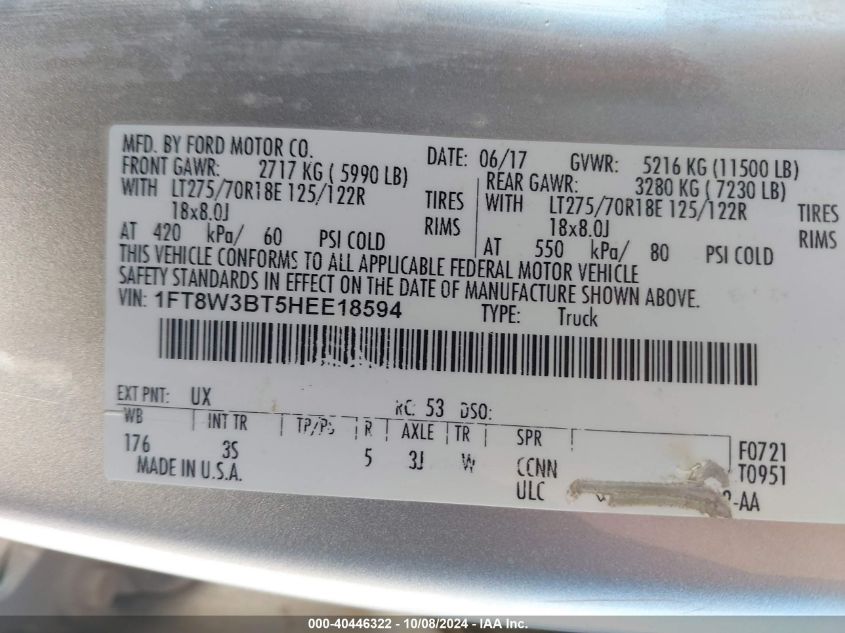 MFD. BY FORD MOTOR CO. DATE: 06/17 GVWR: 5216 KG (11500 LB)
FRONT GAWR: 2717 KG ( 5990 LB) REAR GAWR: 3280 KG ( 7230 LB)
WITH LT275/70R18E 125/122R TIRES WITH LT275/70R18E 125/122R TIRES
18x8.0J RIMS 18x8.0J RIMS
AT 420 kPa/ 60 PSI COLD AT 550 kPa/ 80 PSI COLD
THIS VEHICLE CONFORMS TO ALL APPLICABLE FEDERAL MOTOR VEHICLE
SAFETY STANDARDS IN EFFECT ON THE DATE OF MANUFACTURE SHOWN ABOVE.
VIN: 1FT8W3BT5HEE18594 TYPE: Truck
EXT PNT: UX RC: 53 DSO:
WB INT TR TP/PS R AXLE TR SPR F0721
176 3S 5 3J W CCNN T0951
MADE IN U.S.A. ULC -AA
000-40446322 - 10/08/2024 - IAA Inc.